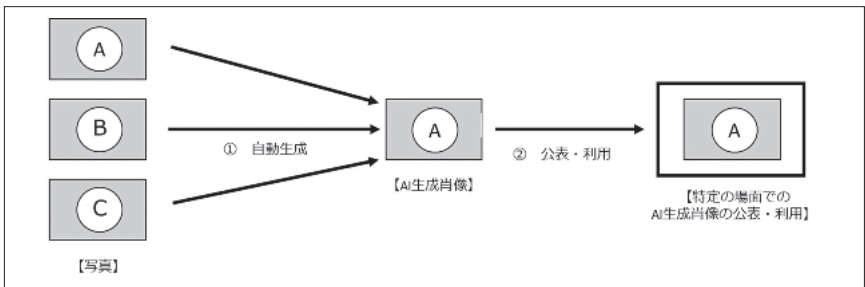 A
B
C
【写真】
① 自動生成
A
【AI生成肖像】
② 公表・利用
A
【特定の場面での
AI生成肖像の公表・利用】